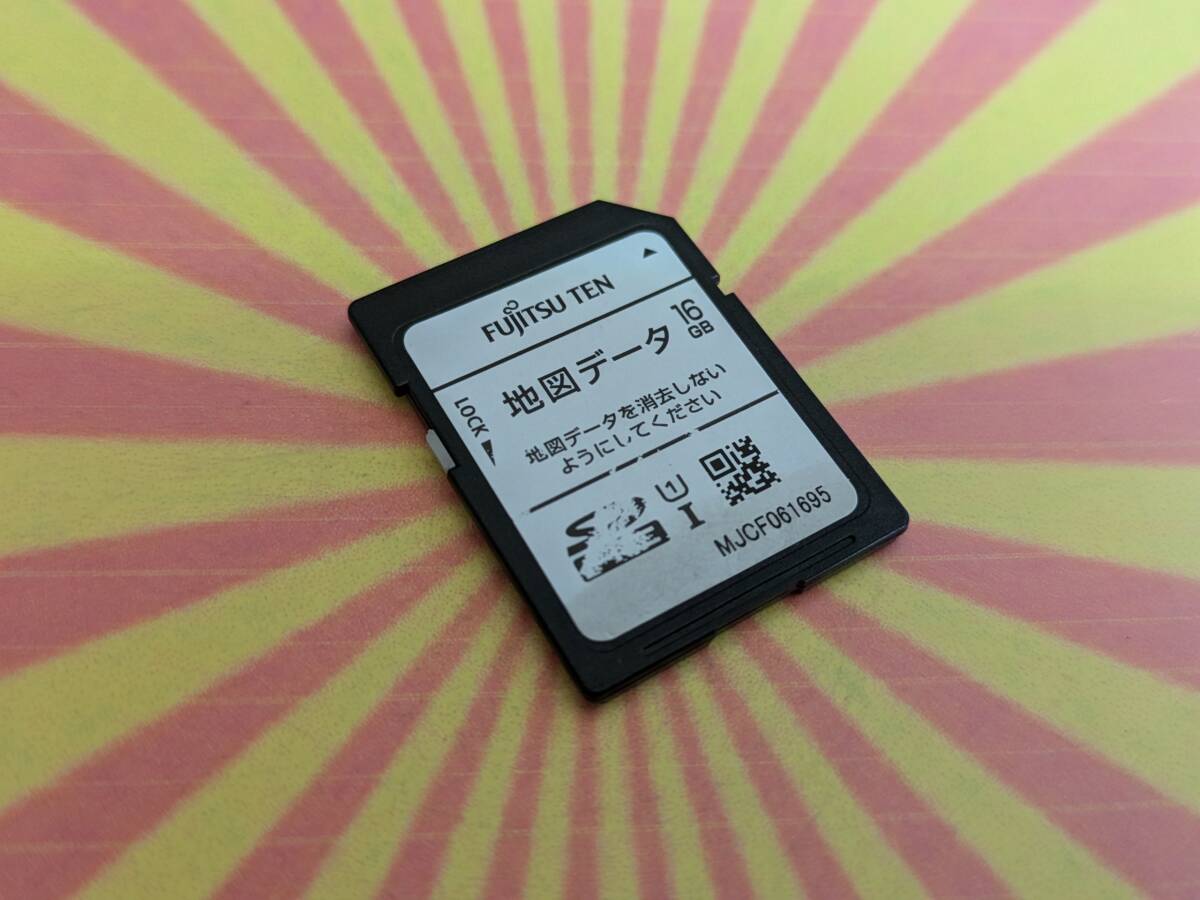 FUJITSU TEN
地図データ 16 GB
LOCK
地図データを消去しない
ようにしてください
U1 I
MJCF061695